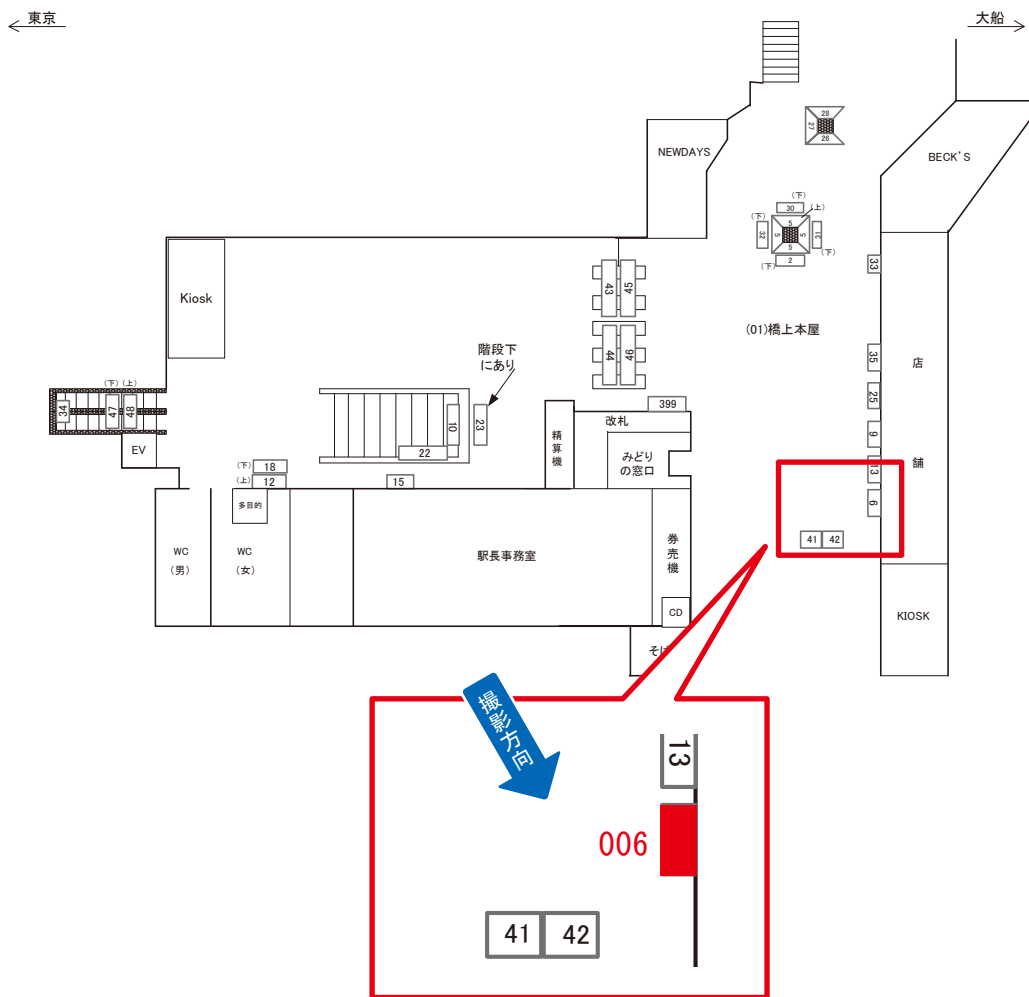 東京
大船
28
27
26
NEWDAYS
BECK'S
(下)
30
(上)
(下)
32
5
5
5
5
31
(下)
2
(下)
33
Kiosk
43
45
(01)橋上本屋
44
46
35
店
階段下
にあり
25
(下)(上)
34
47
48
10
23
399
改札
9
EV
22
精算機
みどり
の窓口
13
舗
(下)
18
(上)
12
15
6
多目的
WC
(男)
WC
(女)
駅長事務室
券売機
41
42
CD
KIOSK
そば
撮影方向
13
006
41
42